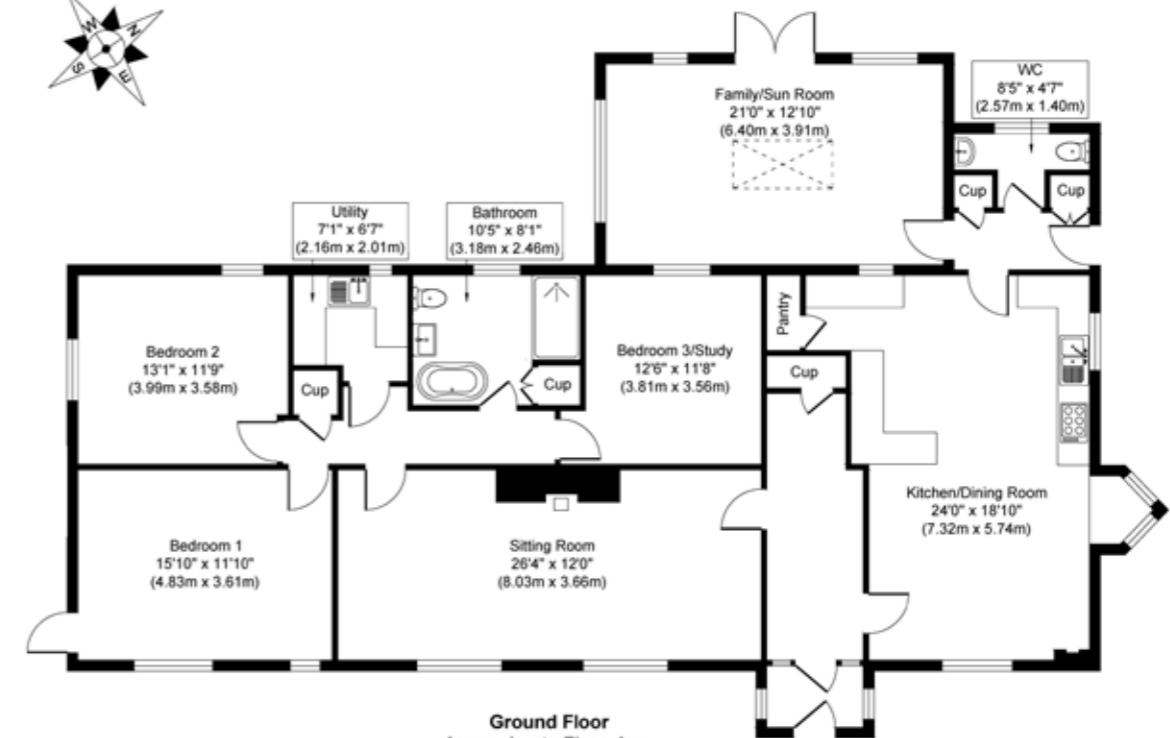 W
N
S
E
WC
8'5" x 4'7"
(2.57m x 1.40m)
Family/Sun Room
21'0" x 12'10"
(6.40m x 3.91m)
Cup
Cup
Utility
7'1" x 6'7"
(2.16m x 2.01m)
Bathroom
10'5" x 8'1"
(3.18m x 2.46m)
Pantry
Bedroom 2
13'1" x 11'9"
(3.99m x 3.58m)
Bedroom 3/Study
12'6" x 11'8"
(3.81m x 3.56m)
Cup
Cup
Cup
Kitchen/Dining Room
24'0" x 18'10"
(7.32m x 5.74m)
Bedroom 1
15'10" x 11'10"
(4.83m x 3.61m)
Sitting Room
26'4" x 12'0"
(8.03m x 3.66m)
Ground Floor